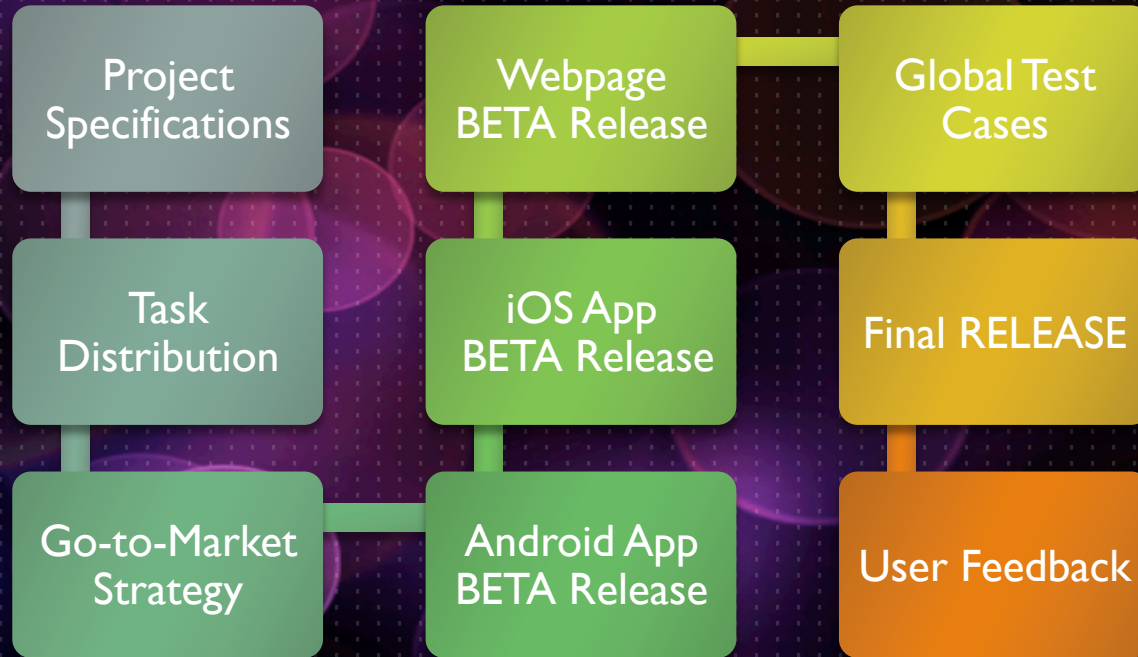 Project
Specifications
Task
Distribution
Go-to-Market
Strategy
Android App
BETA Release
iOS App
BETA Release
Webpage
BETA Release
Global Test
Cases
Final RELEASE
User Feedback